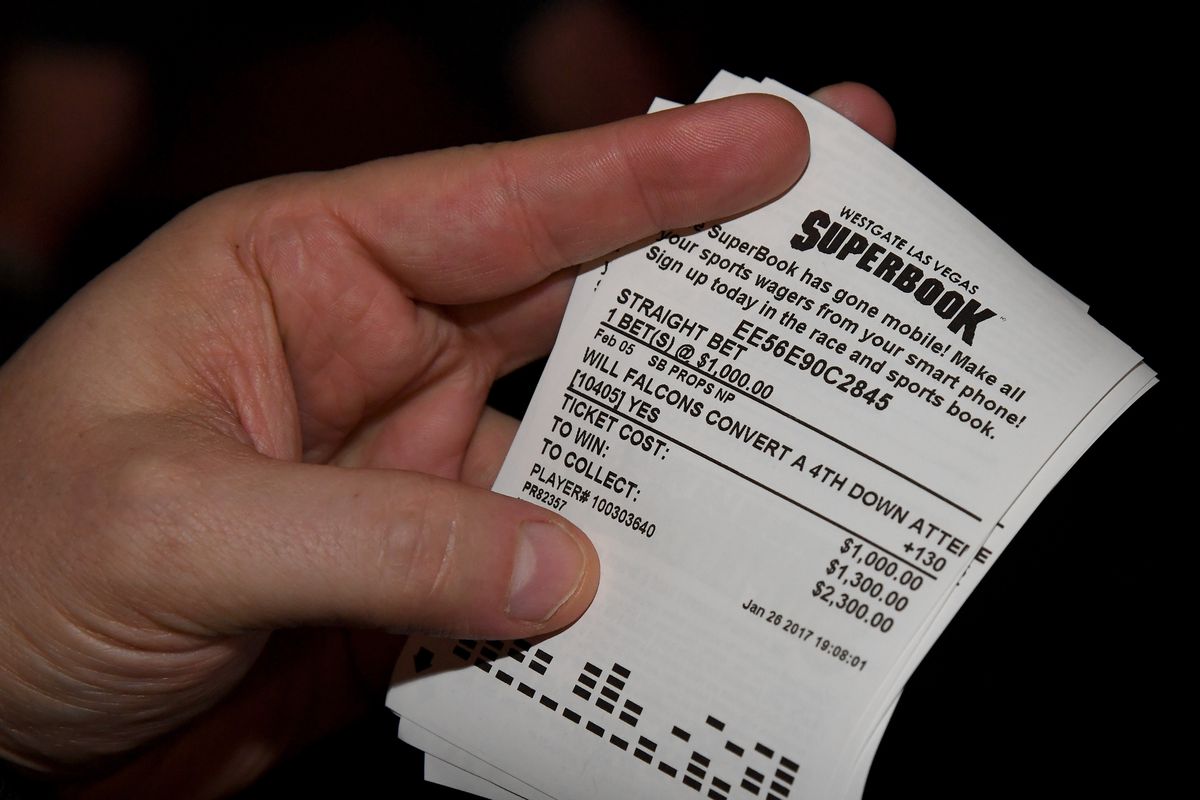 WESTGATE LAS VEGAS
SUPERBOOK
SuperBook has gone mobile! Make all
your sports wagers from your smart phone!
Sign up today in the race and sports book.
EE56E90C2845
STRAIGHT BET
1 BET(S) @ $1,000.00
Feb 05 SB PROPS NP
WILL FALCONS CONVERT A 4TH DOWN ATTE
[10405] YES +130
TICKET COST: $1,000.00
TO WIN: $1,300.00
TO COLLECT: $2,300.00
PLAYER# 100303640
PR82357
Jan 26 2017 19:08:01